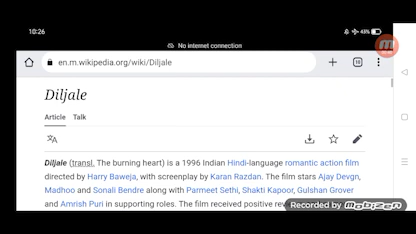 10:26
43%
No internet connection
en.m.wikipedia.org/wiki/Diljale
10
Diljale
Article Talk
Diljale (transl. The burning heart) is a 1996 Indian Hindi-language romantic action film
directed by Harry Baweja, with screenplay by Karan Razdan. The film stars Ajay Devgn,
Madhoo and Sonali Bendre along with Parmeet Sethi, Shakti Kapoor, Gulshan Grover
and Amrish Puri in supporting roles. The film received positive
Recorded by MOBIZEN